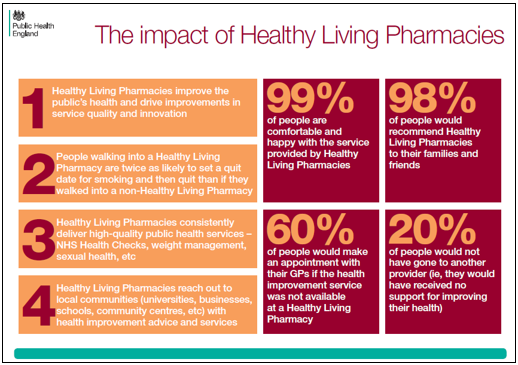 Public Health
England
The impact of Healthy Living Pharmacies
1
Healthy Living Pharmacies improve the
public's health and drive improvements in
service quality and innovation
2
People walking into a Healthy Living
Pharmacy are twice as likely to set a quit
date for smoking and then quit than if they
walked into a non-Healthy Living Pharmacy
3
Healthy Living Pharmacies consistently
deliver high-quality public health services –
NHS Health Checks, weight management,
sexual health, etc
4
Healthy Living Pharmacies reach out to
local communities (universities, businesses,
schools, community centres, etc) with
health improvement advice and services
99%
of people are
comfortable and
happy with the service
provided by Healthy
Living Pharmacies
98%
of people would
recommend Healthy
Living Pharmacies
to their families and
friends
60%
of people would make
an appointment with
their GPs if the health
improvement service
was not available
at a Healthy Living
Pharmacy
20%
of people would not
have gone to another
provider (ie, they would
have received no
support for improving
their health)